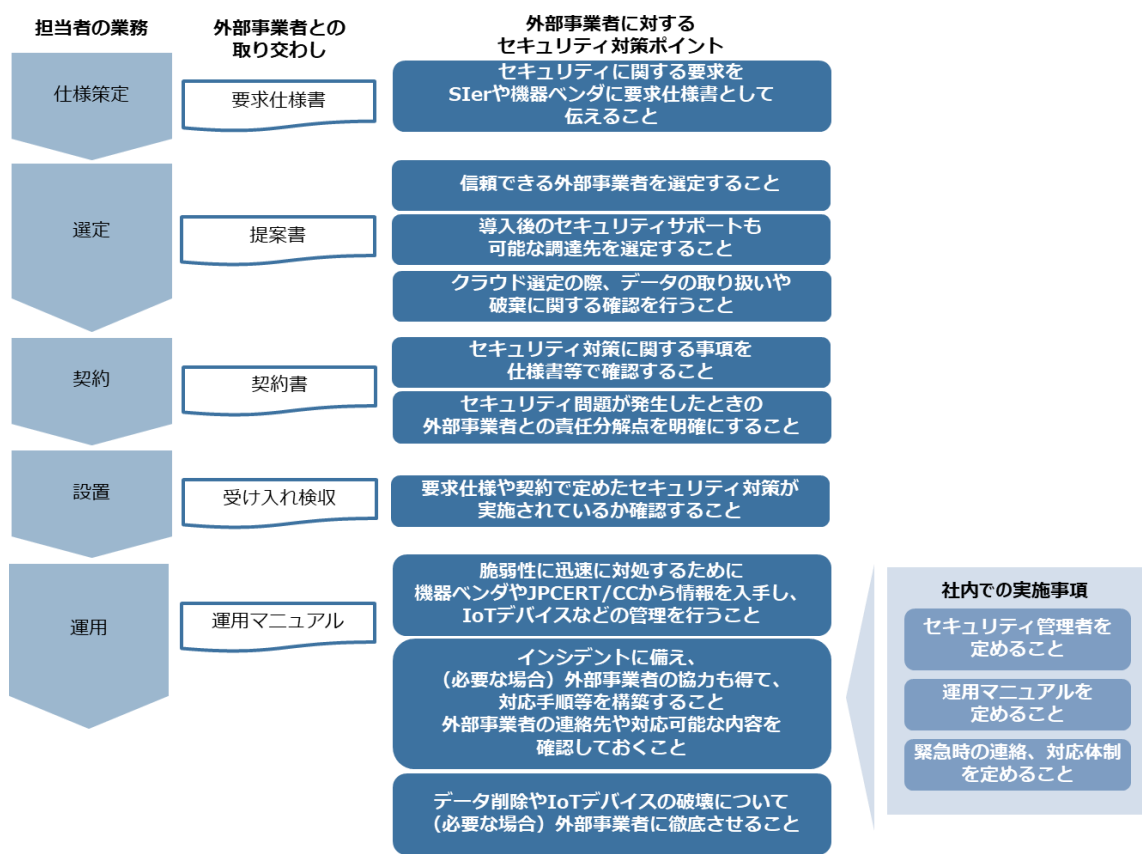 担当者の業務
外部事業者との
取り交わし
外部事業者に対する
セキュリティ対策ポイント
仕様策定
要求仕様書
セキュリティに関する要求を
SIerや機器ベンダに要求仕様書として
伝えること
選定
提案書
信頼できる外部事業者を選定すること
導入後のセキュリティサポートも
可能な調達先を選定すること
クラウド選定の際、データの取り扱いや
破棄に関する確認を行うこと
契約
契約書
セキュリティ対策に関する事項を
仕様書等で確認すること
セキュリティ問題が発生したときの
外部事業者との責任分解点を明確にすること
設置
受け入れ検収
要求仕様や契約で定めたセキュリティ対策が
実施されているか確認すること
運用
運用マニュアル
脆弱性に迅速に対処するために
機器ベンダやJPCERT/CCから情報を入手し、
IoTデバイスなどの管理を行うこと
インシデントに備え、
（必要な場合）外部事業者の協力も得て、
対応手順等を構築すること
外部事業者の連絡先や対応可能な内容を
確認しておくこと
データ削除やIoTデバイスの破壊について
（必要な場合）外部事業者に徹底させること
社内での実施事項
セキュリティ管理者を
定めること
運用マニュアルを
定めること
緊急時の連絡、対応体制
を定めること